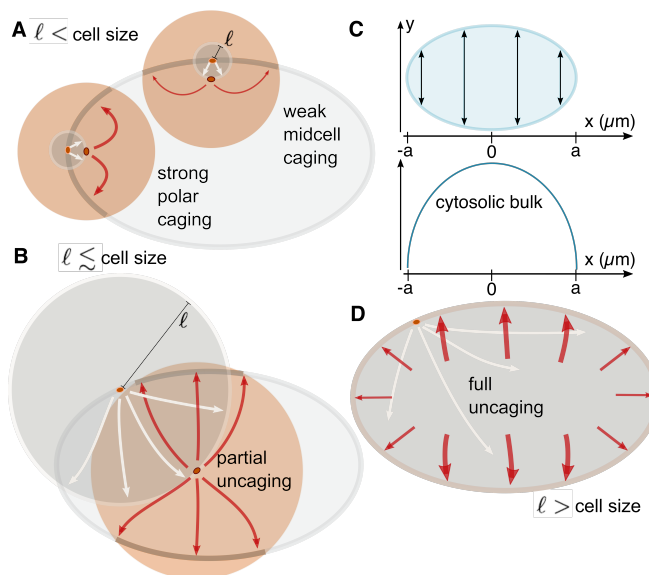 A
ℓ < cell size
ℓ
weak
midcell
caging
strong
polar
caging
B
ℓ ≲ cell size
ℓ
partial
uncaging
C
y
x (µm)
-a
0
a
cytosolic bulk
x (µm)
-a
0
a
D
full
uncaging
ℓ > cell size